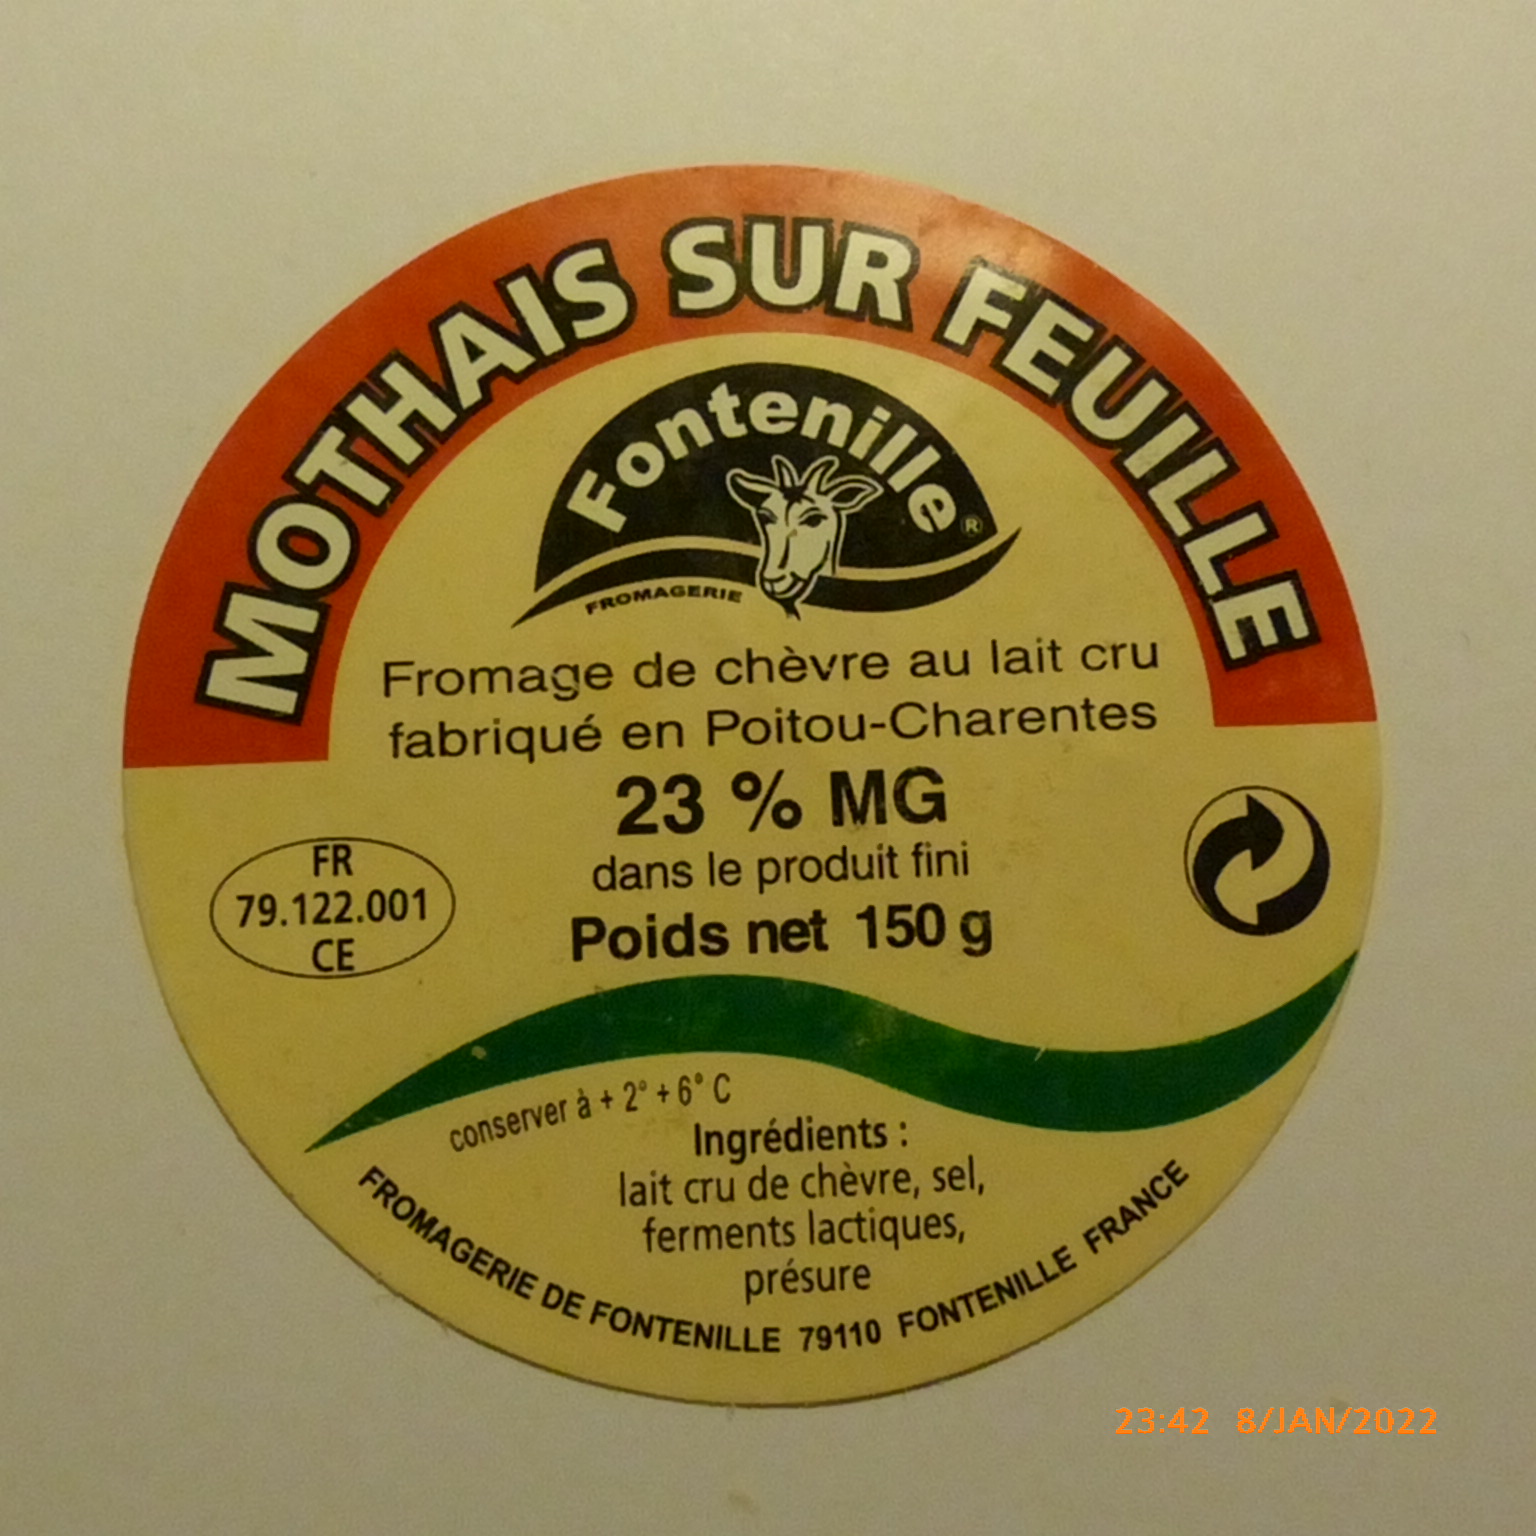 MOTHAIS SUR FEUILLE
Fontenille ®
FROMAGERIE
Fromage de chèvre au lait cru
fabriqué en Poitou-Charentes
23 % MG
dans le produit fini
Poids net 150 g
FR
79.122.001
CE
conserver à + 2° + 6° C
Ingrédients :
lait cru de chèvre, sel,
ferments lactiques,
présure
FROMAGERIE DE FONTENILLE 79110 FONTENILLE FRANCE
23:42 8/JAN/2022